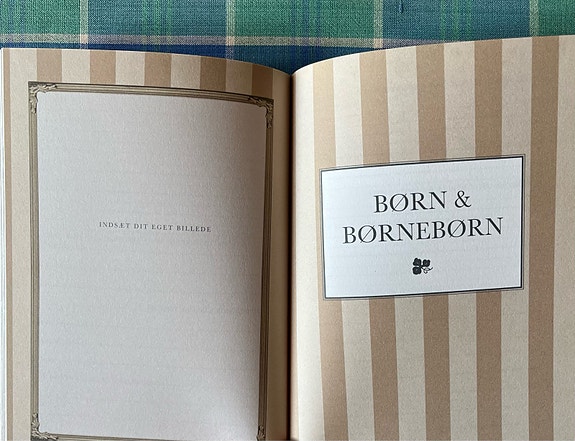 INDSÆT DIT EGET BILLEDE
BØRN &
BØRNEBØRN